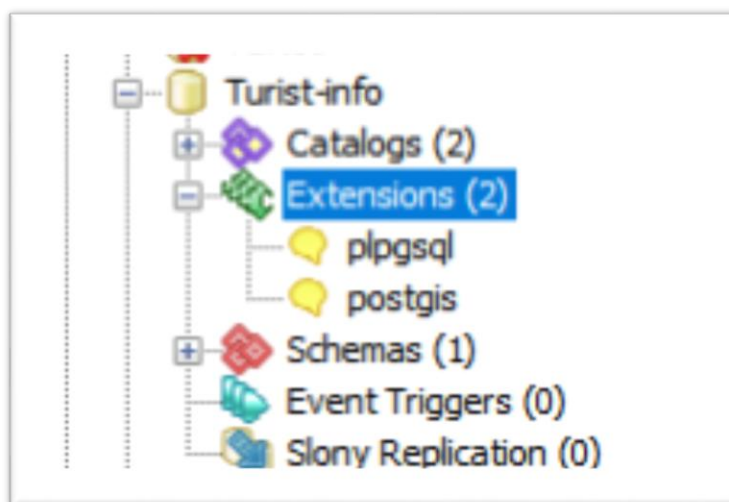 Turist-info
Catalogs (2)
Extensions (2)
plpgsql
postgis
Schemas (1)
Event Triggers (0)
Slony Replication (0)